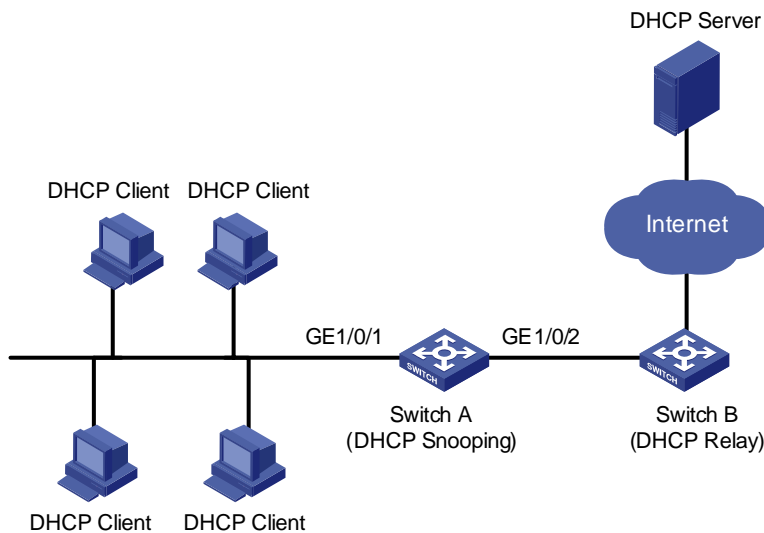 DHCP Server
DHCP Client
DHCP Client
Internet
GE1/0/1
GE1/0/2
SWITCH
SWITCH
Switch A
(DHCP Snooping)
Switch B
(DHCP Relay)
DHCP Client
DHCP Client